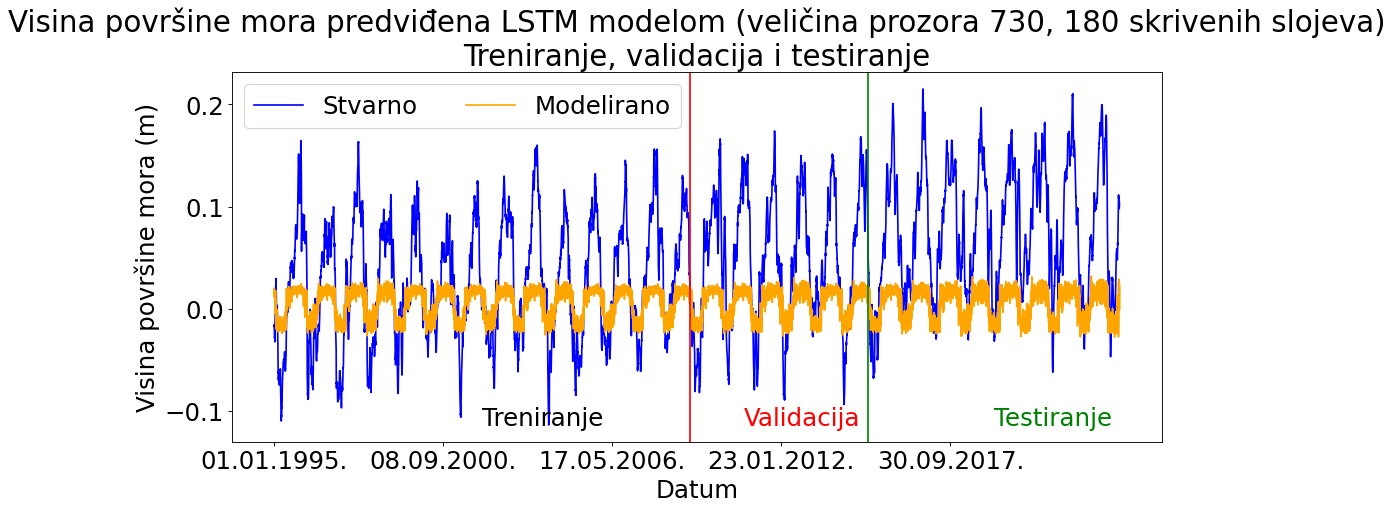 Visina površine mora predviđena LSTM modelom (veličina prozora 730, 180 skrivenih slojeva)
Treniranje, validacija i testiranje
Stvarno Modelirano
Visina površine mora (m)
0.2
0.1
0.0
−0.1
Treniranje Validacija Testiranje
01.01.1995. 08.09.2000. 17.05.2006. 23.01.2012. 30.09.2017.
Datum